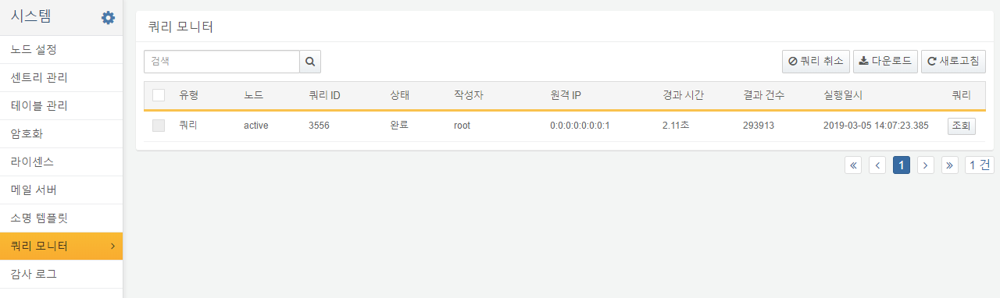 시스템
노드 설정
센트리 관리
테이블 관리
암호화
라이센스
메일 서버
소명 템플릿
쿼리 모니터
감사 로그
쿼리 모니터
검색
쿼리 취소 다운로드 새로고침
유형 노드 쿼리 ID 상태 작성자 원격 IP 경과 시간 결과 건수 실행일시 쿼리
쿼리 active 3556 완료 root 0:0:0:0:0:0:0:1 2.11초 293913 2019-03-05 14:07:23.385 조회
« ‹ 1 › » 1 건